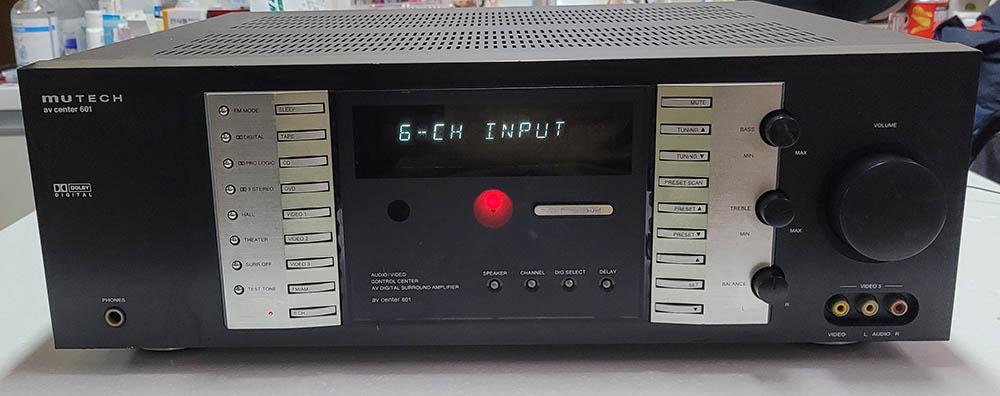 muTECH
av center 601
DOLBY
DIGITAL
PHONES
FM MODE
SLEEP
DIGITAL
TAPE
PRO LOGIC
CD
3 STEREO
DVD
HALL
VIDEO 1
THEATER
VIDEO 2
SURR.OFF
VIDEO 3
TEST TONE
FM/AM
6 CH
6-CH INPUT
AUDIO/VIDEO
CONTROL CENTER
AV DIGITAL SURROUND AMPLIFIER
av center 601
SPEAKER
CHANNEL
DIG.SELECT
DELAY
MUTE
TUNING ▲
TUNING ▼
PRESET SCAN
PRESET ▲
PRESET ▼
▲
SET
▼
BASS
MIN
MAX
TREBLE
MIN
MAX
BALANCE
L
R
VOLUME
VIDEO 5
VIDEO
L AUDIO R